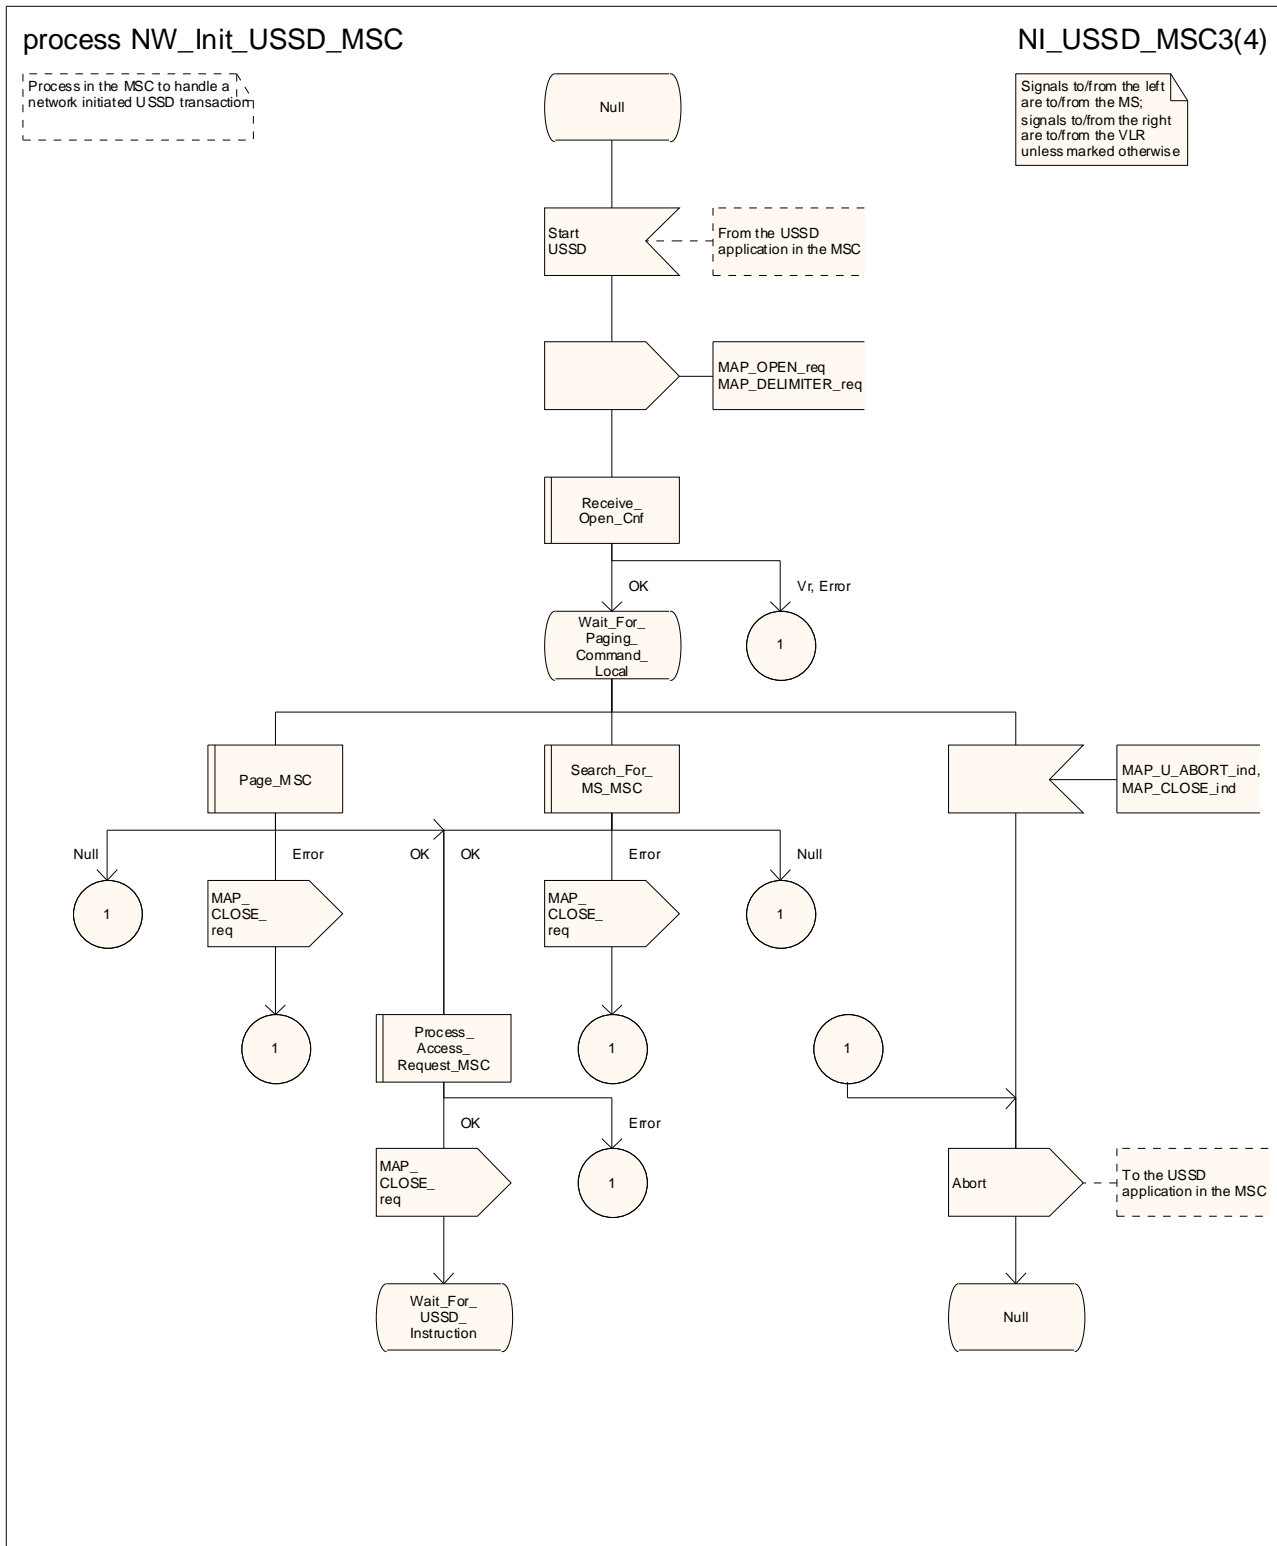 process NW_Init_USSD_MSC
NI_USSD_MSC3(4)
Process in the MSC to handle a
network initiated USSD transaction
Signals to/from the left
are to/from the MS;
signals to/from the right
are to/from the VLR
unless marked otherwise
Null
Start
USSD
From the USSD
application in the MSC
MAP_OPEN_req
MAP_DELIMITER_req
Receive_
Open_Cnf
OK
Vr, Error
Wait_For_
Paging_
Command_
Local
1
Page_MSC
Search_For_
MS_MSC
MAP_U_ABORT_ind,
MAP_CLOSE_ind
Null
Error
OK
OK
Error
Null
1
MAP_
CLOSE_
req
MAP_
CLOSE_
req
1
1
Process_
Access_
Request_MSC
1
1
OK
Error
MAP_
CLOSE_
req
1
Abort
To the USSD
application in the MSC
Wait_For_
USSD_
Instruction
Null